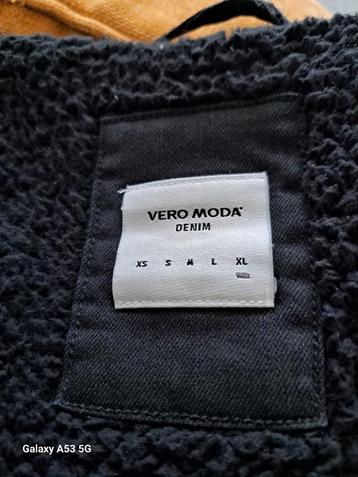 VERO MODA
DENIM
XS S M L XL
Galaxy A53 5G